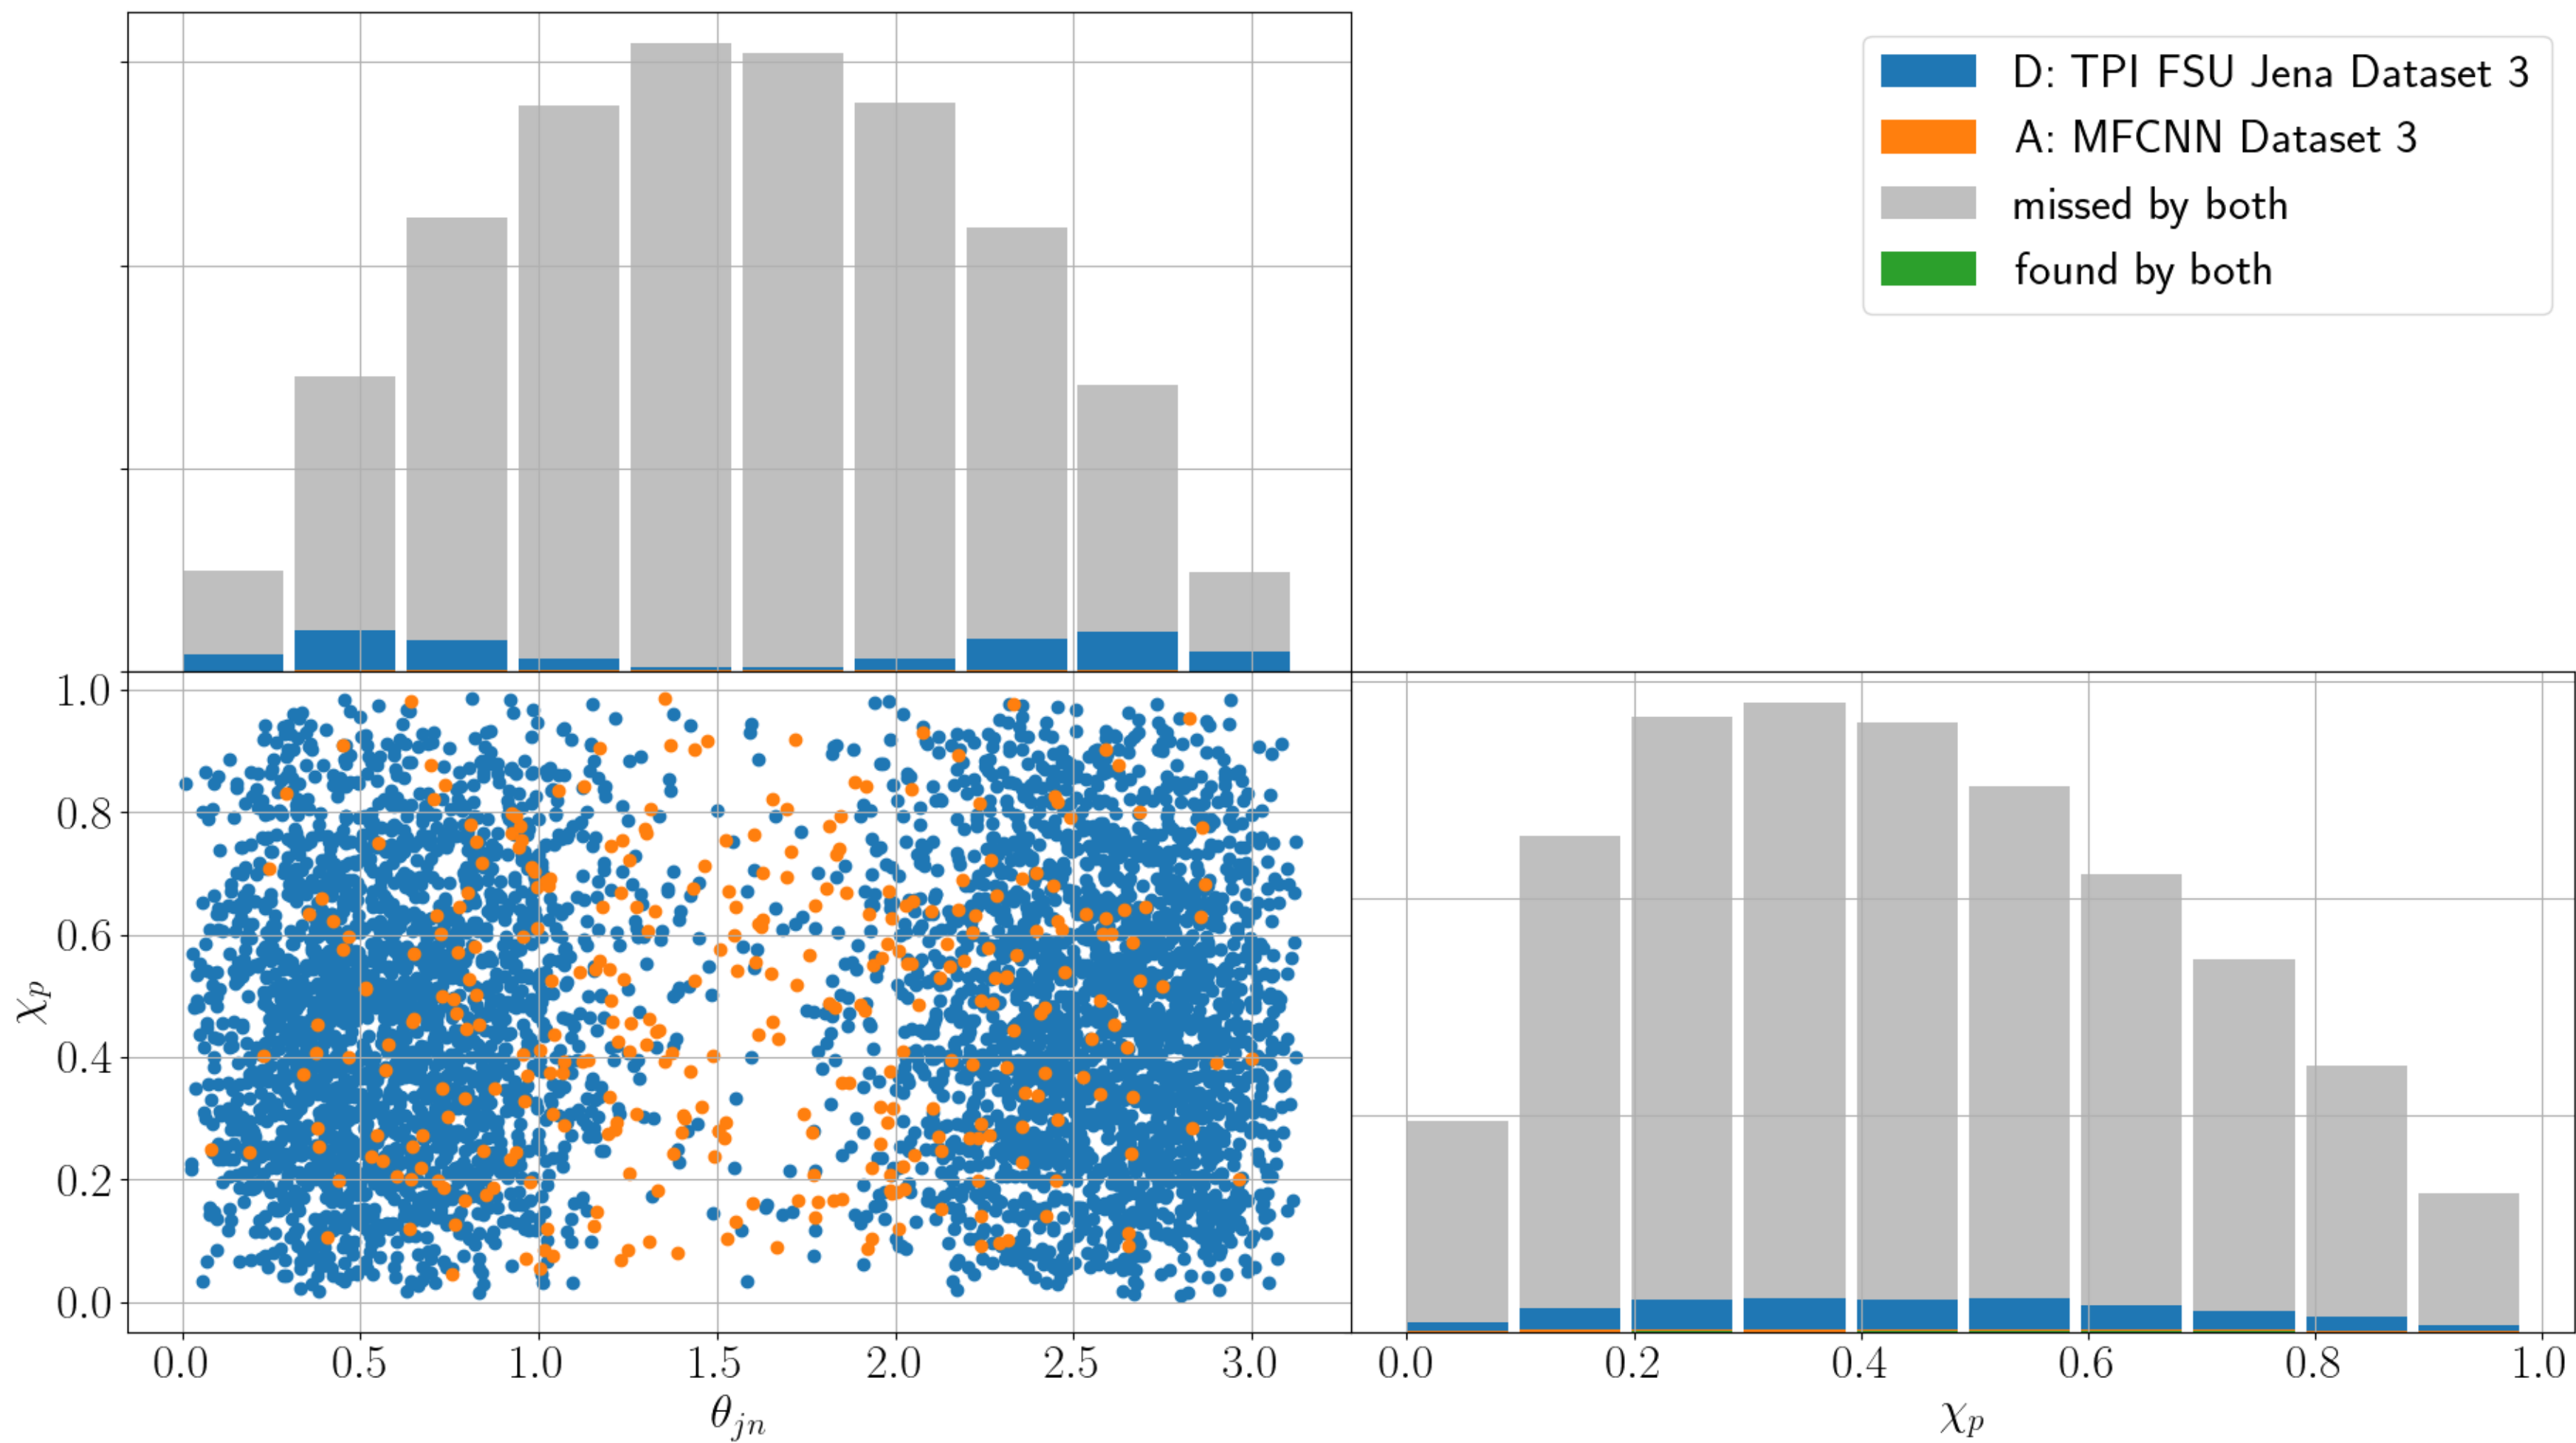 D: TPI FSU Jena Dataset 3
A: MFCNN Dataset 3
missed by both
found by both
1.0
0.8
0.6
0.4
0.2
0.0
χp
0.0 0.5 1.0 1.5 2.0 2.5 3.0
θjn
0.0 0.2 0.4 0.6 0.8 1.0
χp